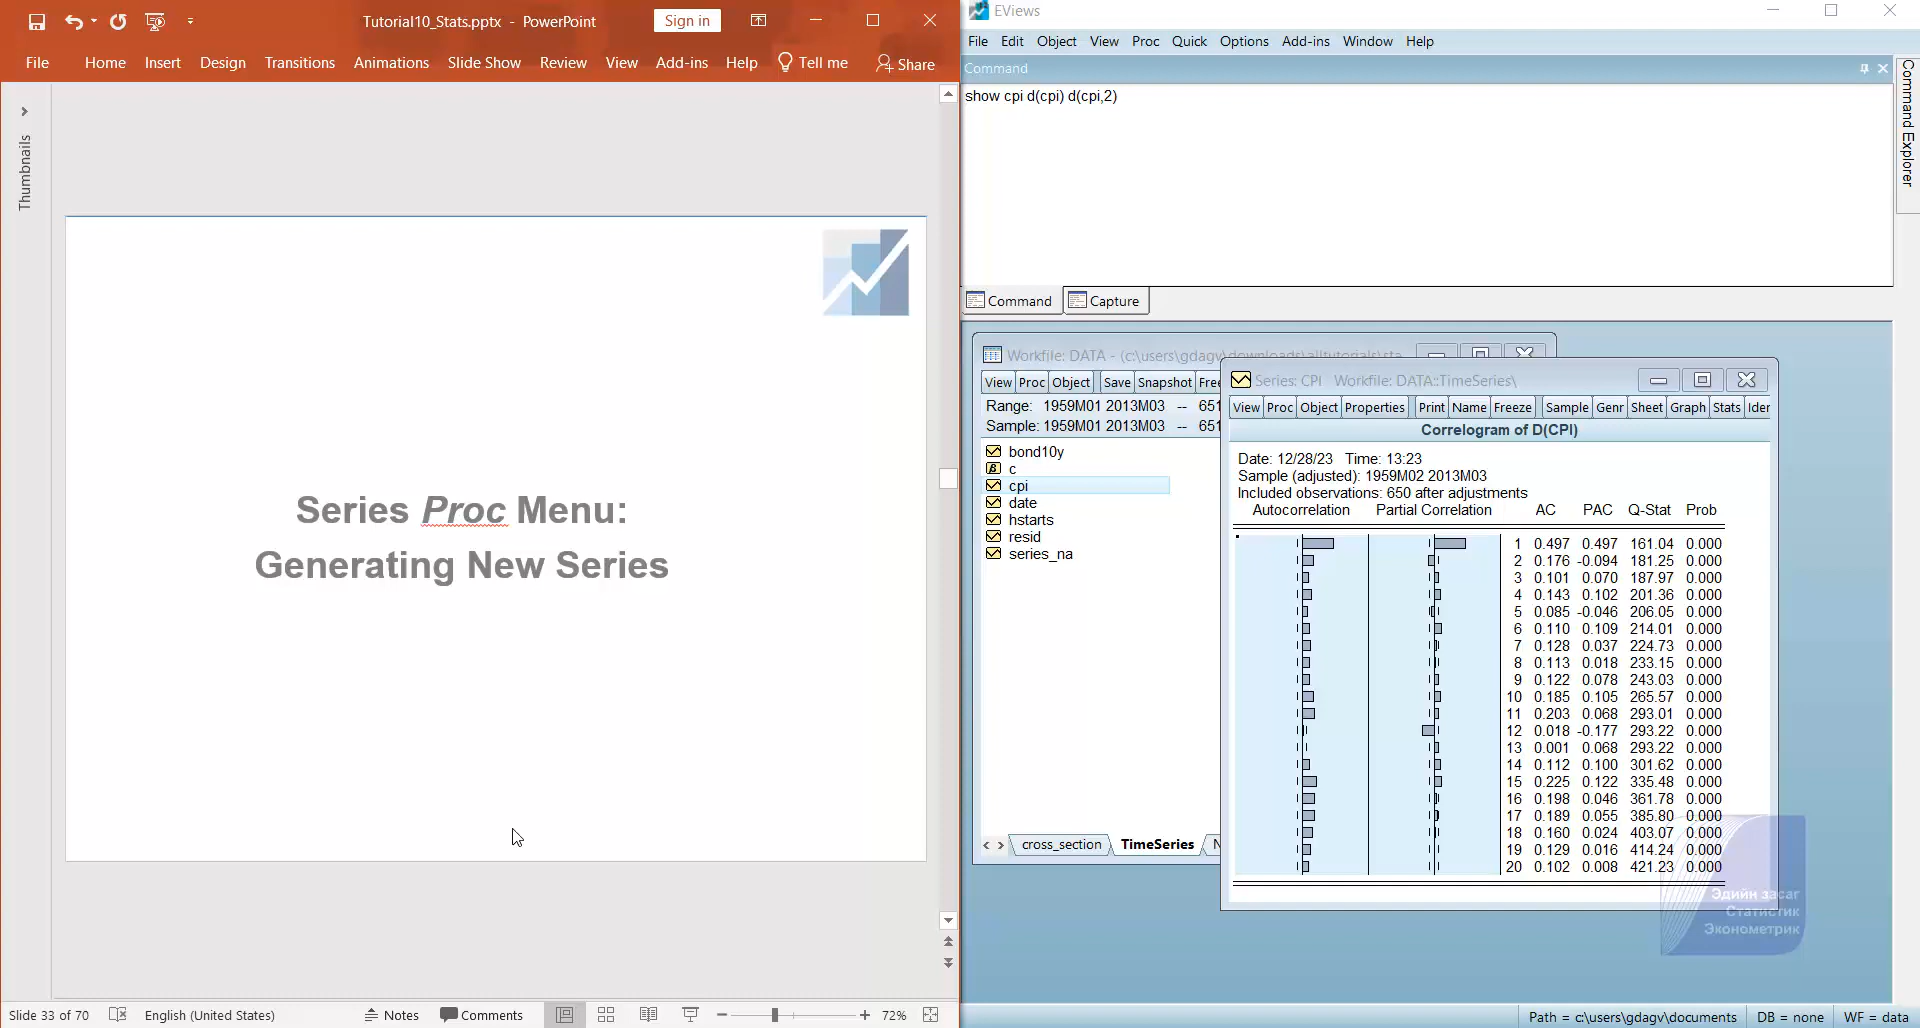 Tutorial10_Stats.pptx - PowerPoint
Sign in
File Home Insert Design Transitions Animations Slide Show Review View Add-ins Help Tell me Share
Thumbnails
Series Proc Menu:
Generating New Series
Slide 33 of 70 English (United States) Notes Comments 72%
EViews
File Edit Object View Proc Quick Options Add-ins Window Help
Command
show cpi d(cpi) d(cpi,2)
Command Explorer
Command Capture
Workfile: DATA - (c:\users\gdagv\downloads\alltutorials\sta
View Proc Object Save Snapshot Fre
Range: 1959M01 2013M03 -- 651
Sample: 1959M01 2013M03 -- 651
bond10y
c
cpi
date
hstarts
resid
series_na
cross_section TimeSeries N
Series: CPI Workfile: DATA::TimeSeries\
View Proc Object Properties Print Name Freeze Sample Genr Sheet Graph Stats Ider
Correlogram of D(CPI)
Date: 12/28/23 Time: 13:23
Sample (adjusted): 1959M02 2013M03
Included observations: 650 after adjustments
Autocorrelation Partial Correlation AC PAC Q-Stat Prob
1 0.497 0.497 161.04 0.000
2 0.176 -0.094 181.25 0.000
3 0.101 0.070 187.97 0.000
4 0.143 0.102 201.36 0.000
5 0.085 -0.046 206.05 0.000
6 0.110 0.109 214.01 0.000
7 0.128 0.037 224.73 0.000
8 0.113 0.018 233.15 0.000
9 0.122 0.078 243.03 0.000
10 0.185 0.105 265.57 0.000
11 0.203 0.068 293.01 0.000
12 0.018 -0.177 293.22 0.000
13 0.001 0.068 293.22 0.000
14 0.112 0.100 301.62 0.000
15 0.225 0.122 335.48 0.000
16 0.198 0.046 361.78 0.000
17 0.189 0.055 385.80 0.000
18 0.160 0.024 403.07 0.000
19 0.129 0.016 414.24 0.000
20 0.102 0.008 421.23 0.000
Эдийн засаг
Статистик
Эконометрик
Path = c:\users\gdagv\documents DB = none WF = data